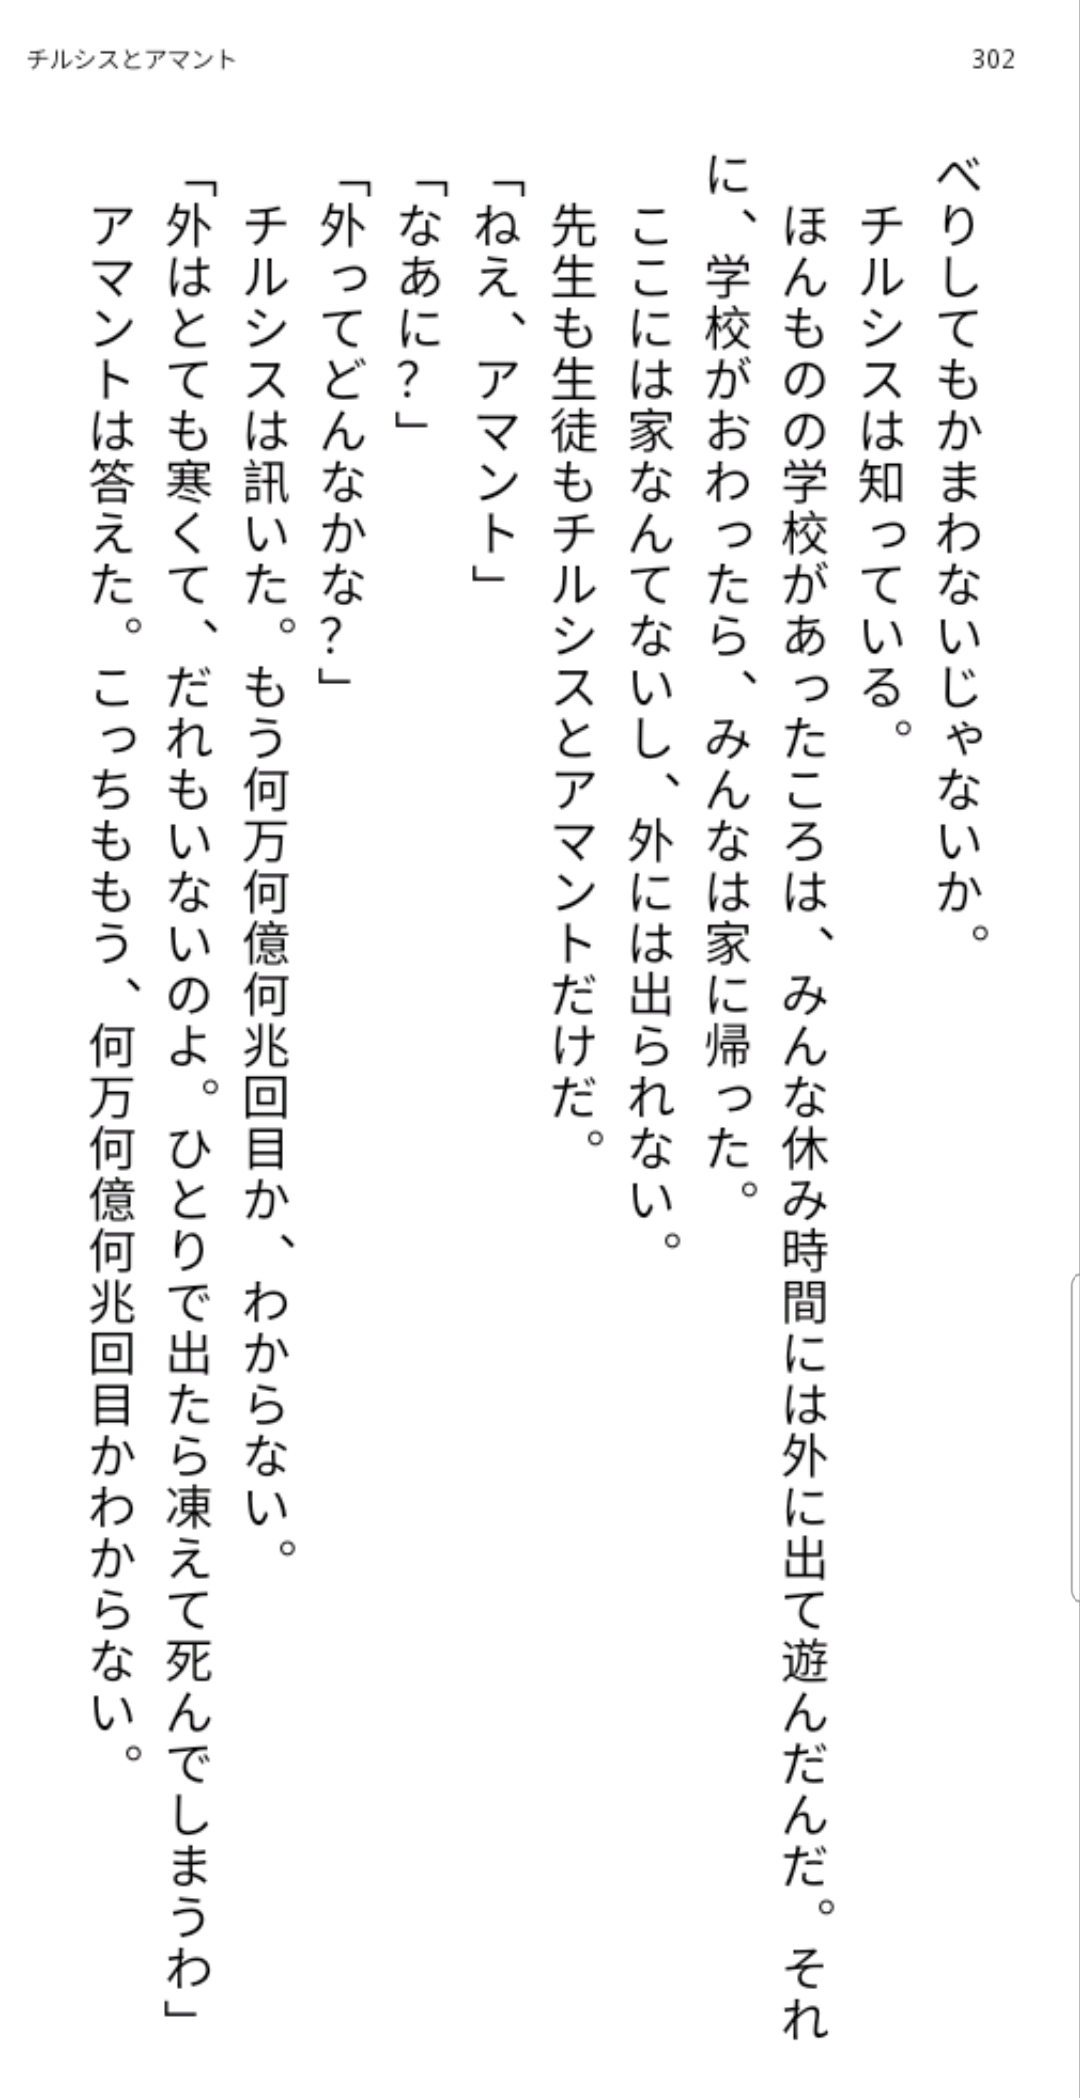 チルシスとアマント
302
べりしてもかまわないじゃないか。
チルシスは知っている。
ほんものの学校があったころは、みんな休み時間には外に出て遊んだんだ。それ
に、学校がおわったら、みんなは家に帰った。
ここには家なんてないし、外には出られない。
先生も生徒もチルシスとアマントだけだ。
「ねえ、アマント」
「なあに？」
「外ってどんなかな？」
チルシスは訊いた。もう何万何億何兆回目か、わからない。
「外はとても寒くて、だれもいないのよ。ひとりで出たら凍えて死んでしまうわ」
アマントは答えた。こっちももう、何万何億何兆回目かわからない。